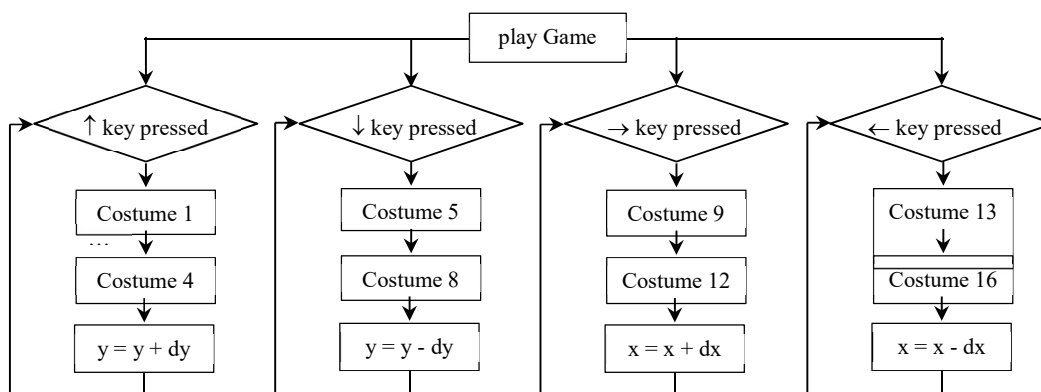 play Game
↑ key pressed
↓ key pressed
→ key pressed
← key pressed
Costume 1
Costume 5
Costume 9
Costume 13
…
Costume 4
Costume 8
Costume 12
Costume 16
y = y + dy
y = y - dy
x = x + dx
x = x - dx